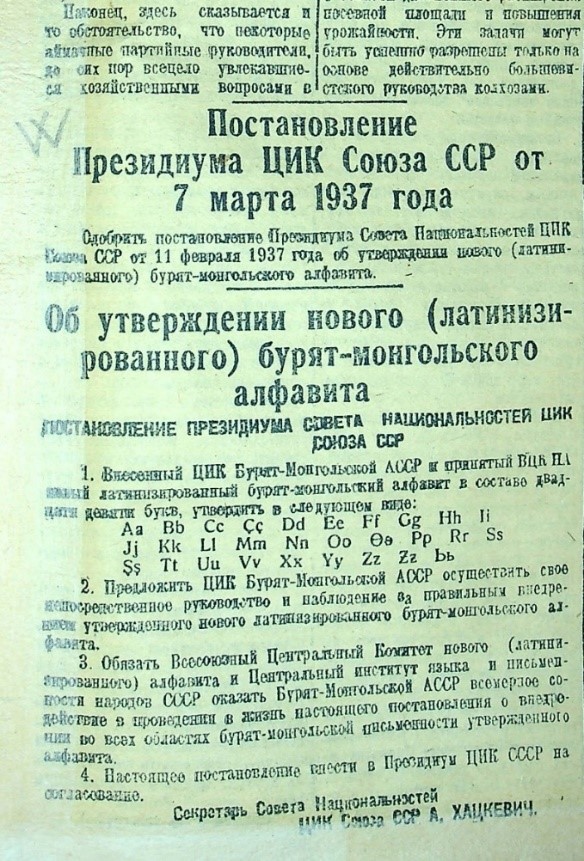 Наконец, здесь сказывается и
то обстоятельство, что некоторые
аймачные партийные руководители,
до сих пор всецело увлекавшие-
ся хозяйственными вопросами в
посевной площади и повышения
урожайности. Эти задачи могут
быть успешно разрешены только на
основе действительно большеви-
стского руководства колхозами.
Постановление
Президиума ЦИК Союза ССР от
7 марта 1937 года
Одобрить постановление Президиума Совета Национальностей ЦИК
Союза ССР от 11 февраля 1937 года об утверждении нового (латини-
зированного) бурят-монгольского алфавита.
Об утверждении нового (латинизи-
рованного) бурят-монгольского
алфавита
ПОСТАНОВЛЕНИЕ ПРЕЗИДИУМА СОВЕТА НАЦИОНАЛЬНОСТЕЙ ЦИК
СОЮЗА ССР
1. Внесенный ЦИК Бурят-Монгольской АССР и принятый ВЦК НА
новый латинизированный бурят-монгольский алфавит в составе двад-
цати девяти букв, утвердить в следующем виде:
Aa Bb Cc Çç Dd Ee Ff Gg Hh Ii
Jj Kk Ll Mm Nn Oo Ɵɵ Pp Rr Ss
Şş Tt Uu Vv Xx Yy Zz Ƶƶ Ьь
2. Предложить ЦИК Бурят-Монгольской АССР осуществить свое
непосредственное руководство и наблюдение за правильным внедре-
нием утвержденного нового латинизированного бурят-монгольского ал-
фавита.
3. Обязать Всесоюзный Центральный Комитет нового (латини-
зированного) алфавита и Центральный институт языка и письмен-
ности народов СССР оказать Бурят-Монгольской АССР всемерное со-
действие в проведении в жизнь настоящего постановления о внедре-
нии во всех областях бурят-монгольской письменности утвержденного
алфавита.
4. Настоящее постановление внести в Президиум ЦИК СССР на
согласование.
Секретарь Совета Национальностей
ЦИК Союза ССР А. ХАЦКЕВИЧ.